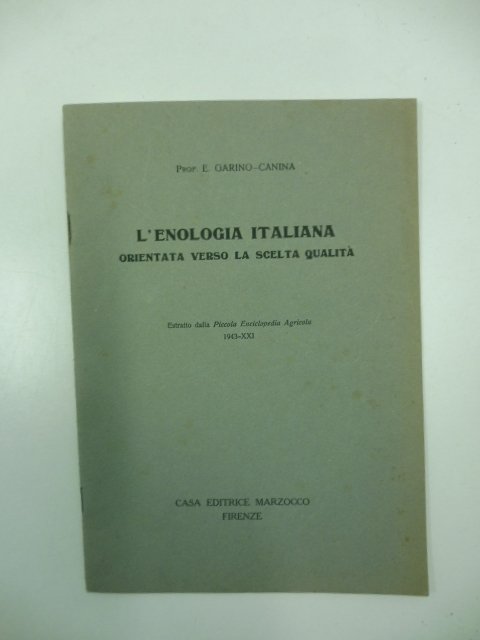 Prof. E. GARINO-CANINA
L'ENOLOGIA ITALIANA
ORIENTATA VERSO LA SCELTA QUALITÀ
Estratto dalla Piccola Enciclopedia Agricola
1943-XXI
CASA EDITRICE MARZOCCO
FIRENZE